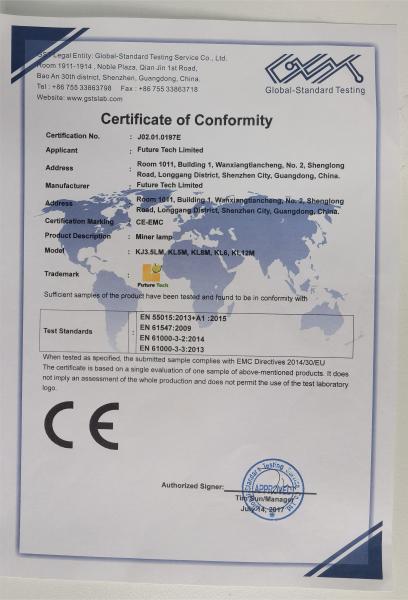 GST Legal Entity: Global-Standard Testing Service Co., Ltd.
Room 1911-1914 , Noble Plaza, Qian Jin 1st Road,
Bao An 30th district, Shenzhen, Guangdong, China.
Tel : +86 755 33863798 Fax : +86 755 33863718
Website: www.gstslab.com
GST
Global-Standard Testing
Certificate of Conformity
Certification No. : J02.01.0197E
Applicant : Future Tech Limited
Address : Room 1011, Building 1, Wanxiangtiancheng, No. 2, Shenglong
Road, Longgang District, Shenzhen City, Guangdong, China.
Manufacturer : Future Tech Limited
Address : Room 1011, Building 1, Wanxiangtiancheng, No. 2, Shenglong
Road, Longgang District, Shenzhen City, Guangdong, China.
Certification Marking : CE-EMC
Product Description : Miner lamp
Model : KJ3.5LM, KL5M, KL8M, KL6, KL12M
Trademark :
Future Tech
Sufficient samples of the product have been tested and found to be in conformity with
Test Standards :
EN 55015:2013+A1 :2015
EN 61547:2009
EN 61000-3-2:2014
EN 61000-3-3:2013
When tested as specified, the submitted sample complies with EMC Directives 2014/30/EU
The certificate is based on a single evaluation of one sample of above-mentioned products. It does
not imply an assessment of the whole production and does not permit the use of the test laboratory
logo.
CE
Authorized Signer:
APPROVED
Tim Sun/Manager
July 14, 2017